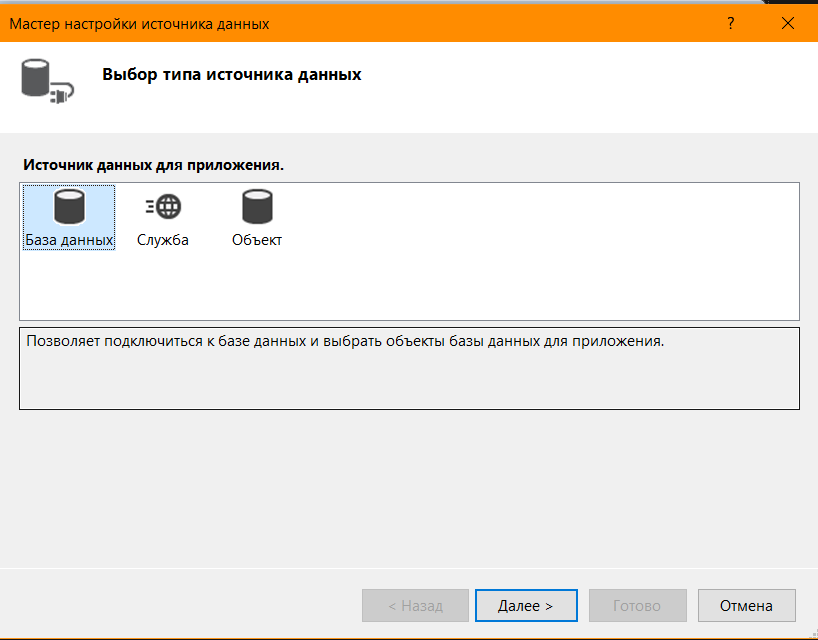 Мастер настройки источника данных
?
Выбор типа источника данных
Источник данных для приложения.
База данных Служба Объект
Позволяет подключиться к базе данных и выбрать объекты базы данных для приложения.
< Назад Далее > Готово Отмена